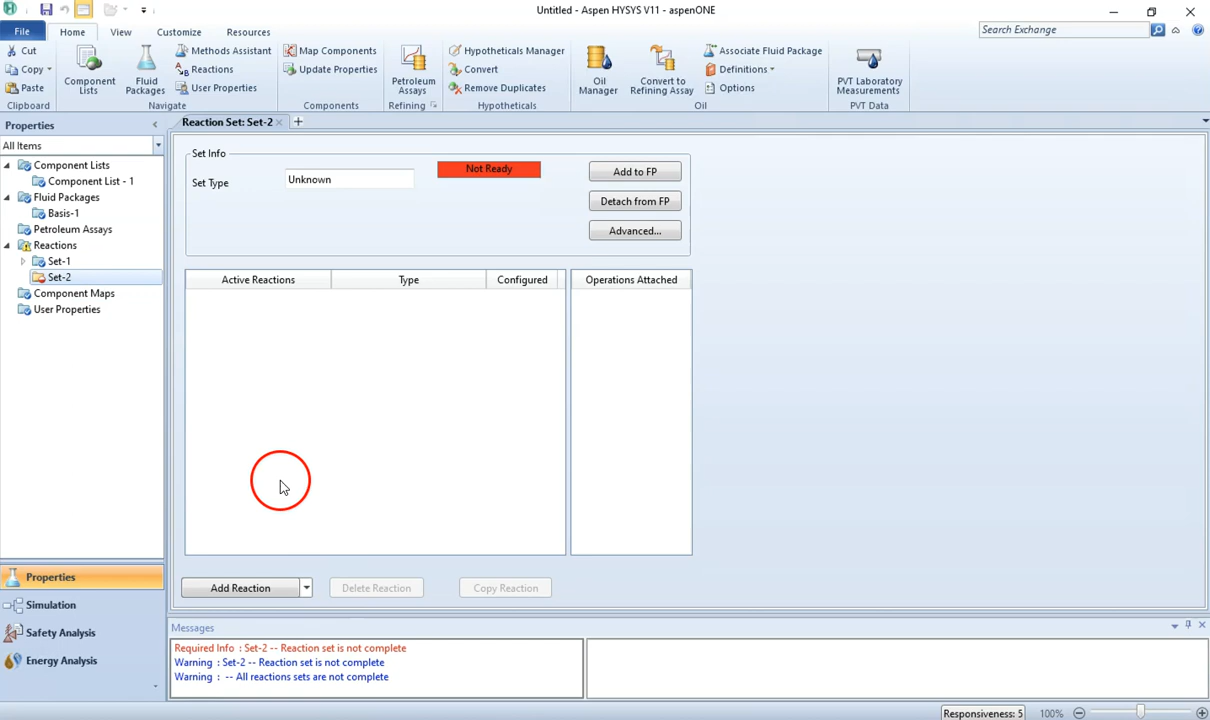 Untitled - Aspen HYSYS V11 - aspenONE
File Home View Customize Resources Search Exchange
Cut
Copy
Paste
Clipboard
Component Lists
Fluid Packages
Methods Assistant
Reactions
User Properties
Navigate
Map Components
Update Properties
Components
Petroleum Assays
Refining
Hypotheticals Manager
Convert
Remove Duplicates
Hypotheticals
Oil Manager
Convert to Refining Assay
Associate Fluid Package
Definitions
Options
Oil
PVT Laboratory Measurements
PVT Data
Properties
All Items
Component Lists
Component List - 1
Fluid Packages
Basis-1
Petroleum Assays
Reactions
Set-1
Set-2
Component Maps
User Properties
Properties
Simulation
Safety Analysis
Energy Analysis
Reaction Set: Set-2
Set Info
Set Type Unknown
Not Ready
Add to FP
Detach from FP
Advanced...
Active Reactions Type Configured Operations Attached
Add Reaction Delete Reaction Copy Reaction
Messages
Required Info : Set-2 -- Reaction set is not complete
Warning : Set-2 -- Reaction set is not complete
Warning : -- All reactions sets are not complete
Responsiveness: 5 100%